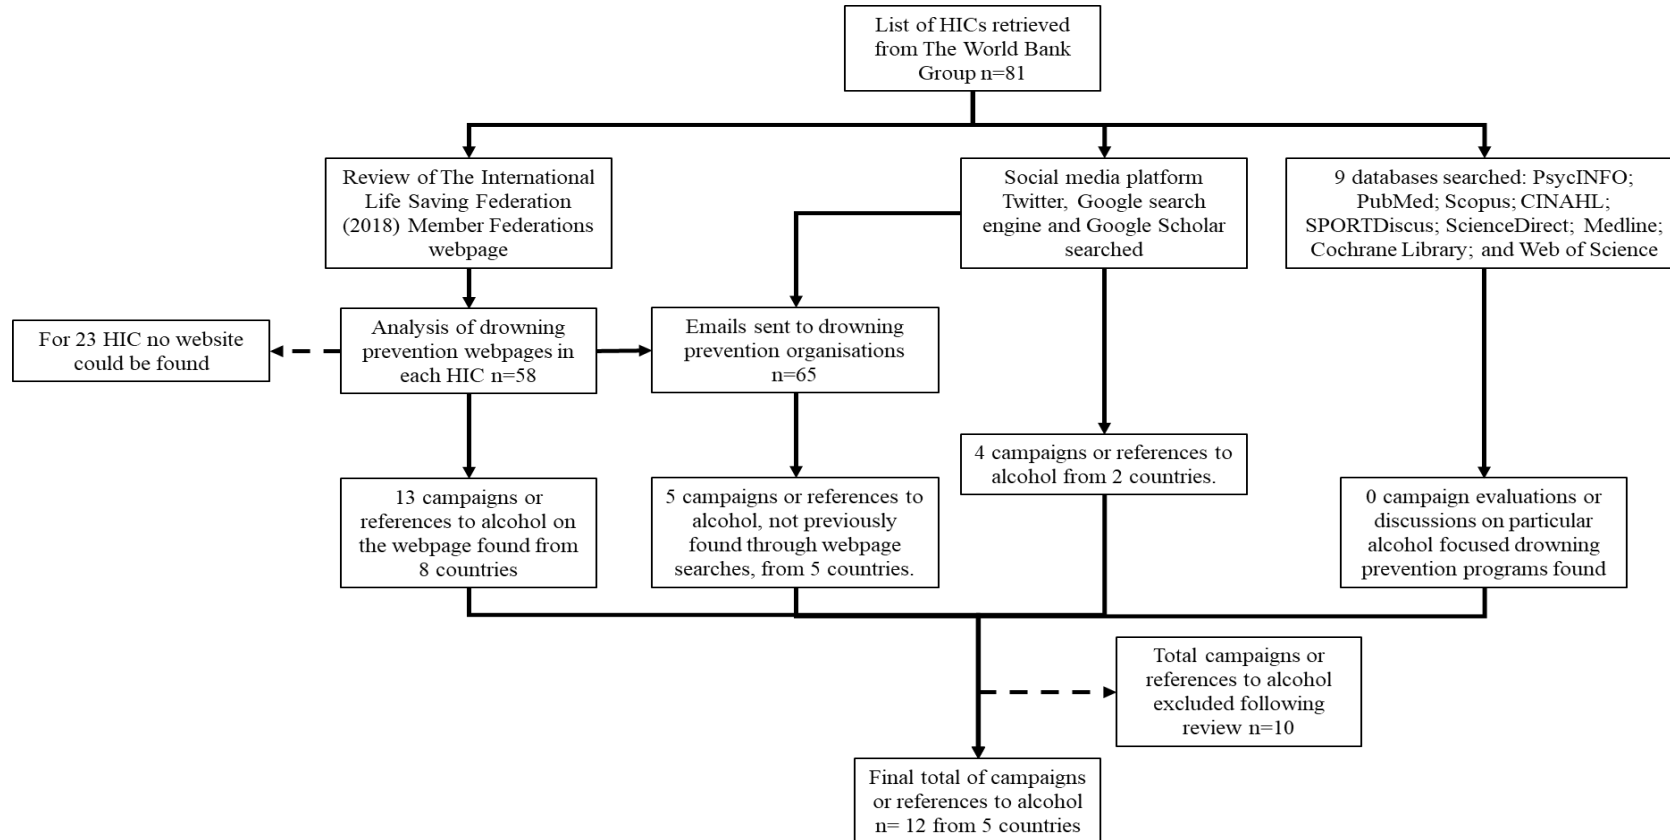 List of HICs retrieved
from The World Bank
Group n=81
Review of The International
Life Saving Federation
(2018) Member Federations
webpage
Social media platform
Twitter, Google search
engine and Google Scholar
searched
9 databases searched: PsycINFO;
PubMed; Scopus; CINAHL;
SPORTDiscus; ScienceDirect; Medline;
Cochrane Library; and Web of Science
For 23 HIC no website
could be found
Analysis of drowning
prevention webpages in
each HIC n=58
Emails sent to drowning
prevention organisations
n=65
13 campaigns or
references to alcohol on
the webpage found from
8 countries
5 campaigns or references to
alcohol, not previously
found through webpage
searches, from 5 countries.
4 campaigns or references to
alcohol from 2 countries.
0 campaign evaluations or
discussions on particular
alcohol focused drowning
prevention programs found
Total campaigns or
references to alcohol
excluded following
review n=10
Final total of campaigns
or references to alcohol
n= 12 from 5 countries